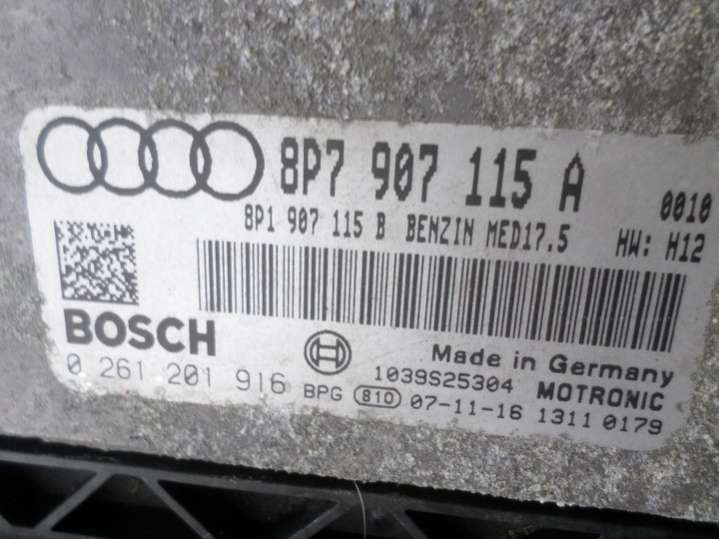 8P7 907 115 A 0010
8P1 907 115 B BENZIN MED17.5 HW: H12
BOSCH
Made in Germany
0 261 201 916 BPG 810 1039S25304 MOTRONIC
07-11-16 1311 0179